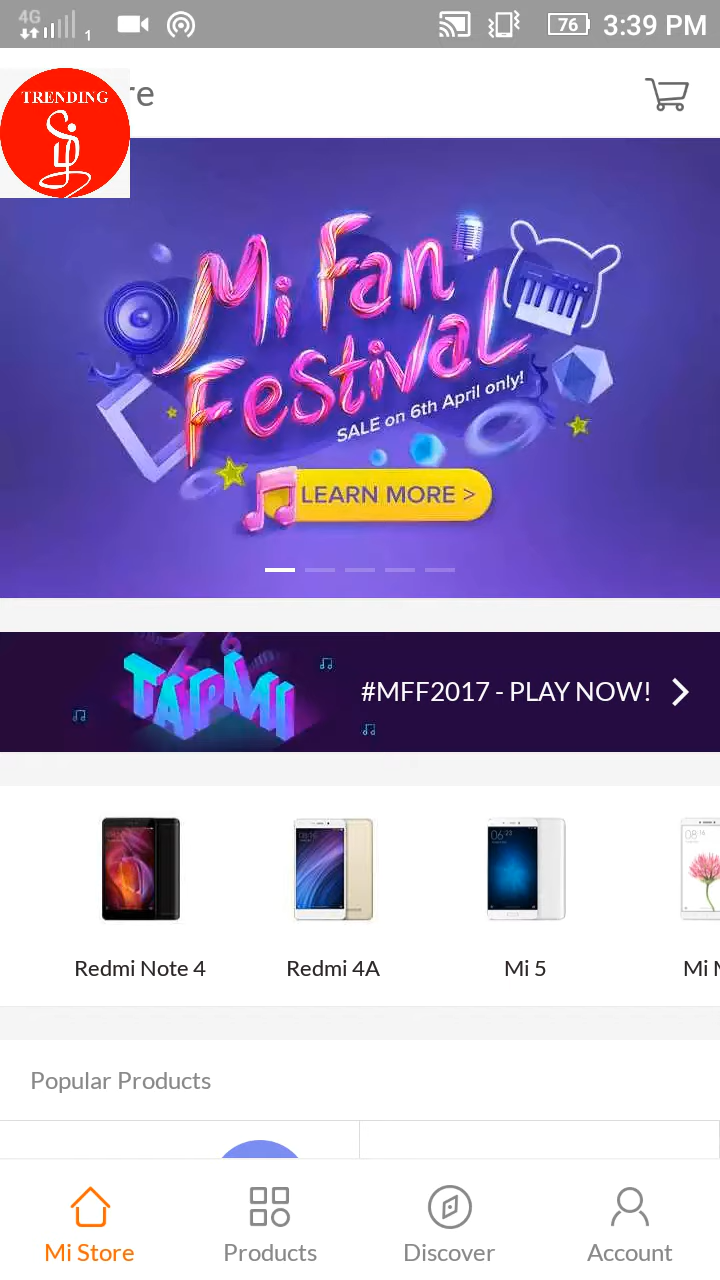 4G
1
76
3:39 PM
TRENDING
re
Mi Fan
Festival
SALE on 6th April only!
LEARN MORE >
TAPMI
#MFF2017 - PLAY NOW!
Redmi Note 4
Redmi 4A
Mi 5
Mi
Popular Products
Mi Store
Products
Discover
Account